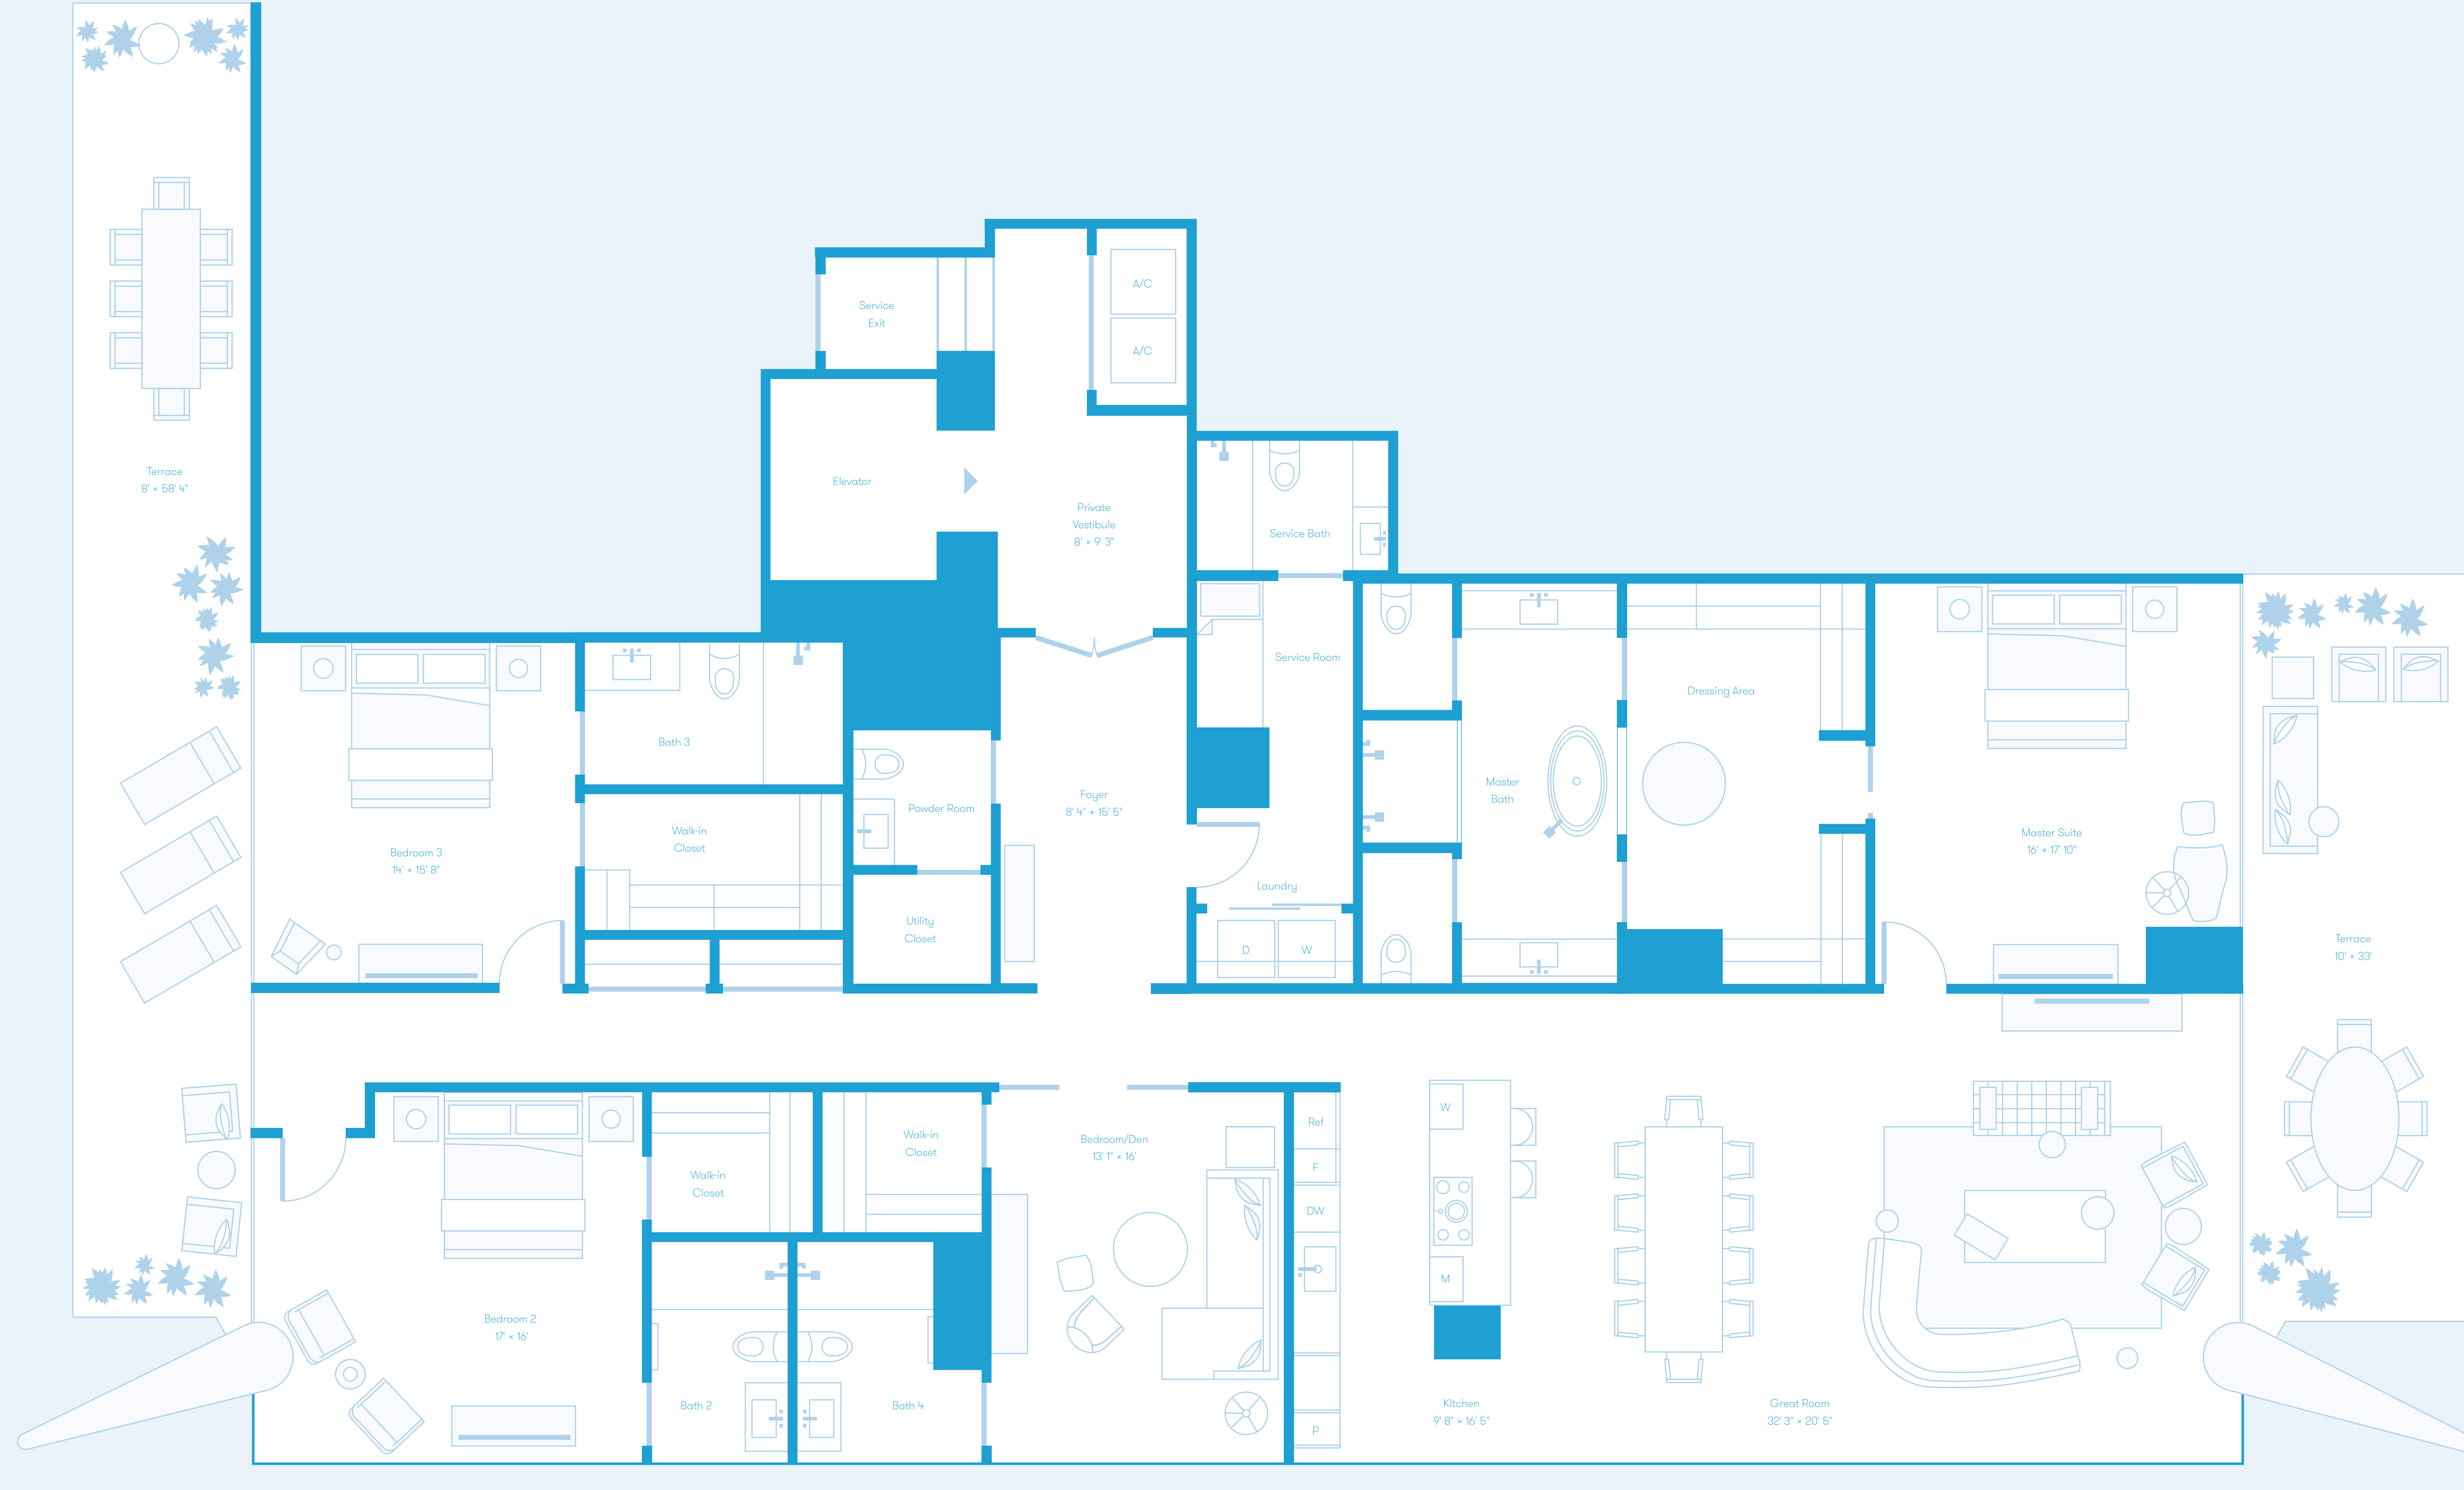 Service
Exit
A/C
A/C
Terrace
8' × 58' 4"
Elevator
Private
Vestibule
8' × 9' 3"
Service Bath
Service Room
Dressing Area
Bath 3
Master
Bath
Foyer
8' 4" × 15' 5"
Powder Room
Walk-in
Closet
Master Suite
16' × 17' 10"
Bedroom 3
14' × 15' 8"
Laundry
Utility
Closet
D
W
Terrace
10' × 33'
W
Ref
Walk-in
Closet
Bedroom/Den
13' 1" × 16'
F
Walk-in
Closet
DW
M
Bedroom 2
17' × 16'
Bath 2
Bath 4
Kitchen
9' 8" × 16' 5"
Great Room
32' 3" × 20' 5"
P